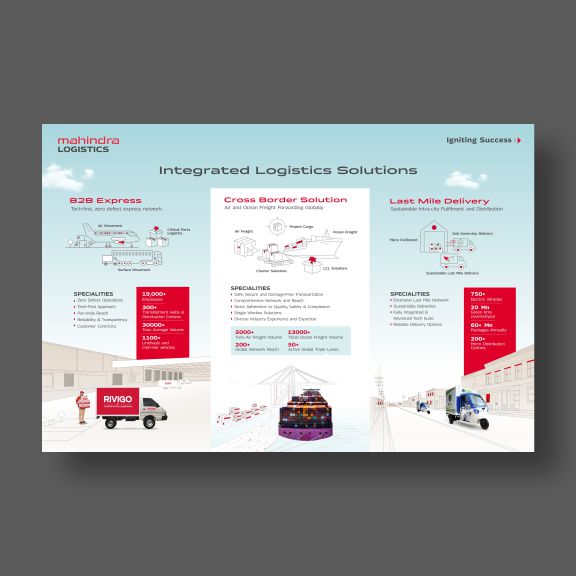 mahindra
LOGISTICS
Igniting Success
Integrated Logistics Solutions
B2B Express
Tech-first, zero defect express network.
Air Movement
Critical Parts
Logistics
Surface Movement
SPECIALITIES
Zero Defect Operations
Tech-First Approach
Pan-India Reach
Reliability & Transparency
Customer Centricity
19,000+
Employees
300+
Transhipment Hubs &
Distribution Centres
30000+
Tons Average Volume
1100+
Linehauls and
Feil-mile vehicles
RIVIGO
Cross Border Solution
Air and Ocean Freight Forwarding Globally
Air Freight
Project Cargo
Ocean Freight
Charter Solutions
LCL Solutions
SPECIALITIES
Safe, Secure and Damage-Free Transportation
Comprehensive Network and Reach
Strict Adherence to Quality Safety & Compliance
Single Window Solutions
Diverse Industry Experience and Expertise
5000+
Tons Air Freight Volume
13000+
TEUS Ocean Freight Volume
200+
Global Network Reach
50+
Active Global Trade Lanes
Last Mile Delivery
Sustainable Intra-city Fulfilment and Distribution
Micro Fulfilment
Sub Same-day Delivery
Sustainable Last Mile Delivery
SPECIALITIES
Extensive Last Mile Network
Sustainable Deliveries
Fully Integrated &
Advanced Tech Suite
Reliable Delivery Options
750+
Electric Vehicles
20 Mn
Green Kms
Covered/year
60+ Mn
Packages Annually
200+
Micro Distribution
Centres